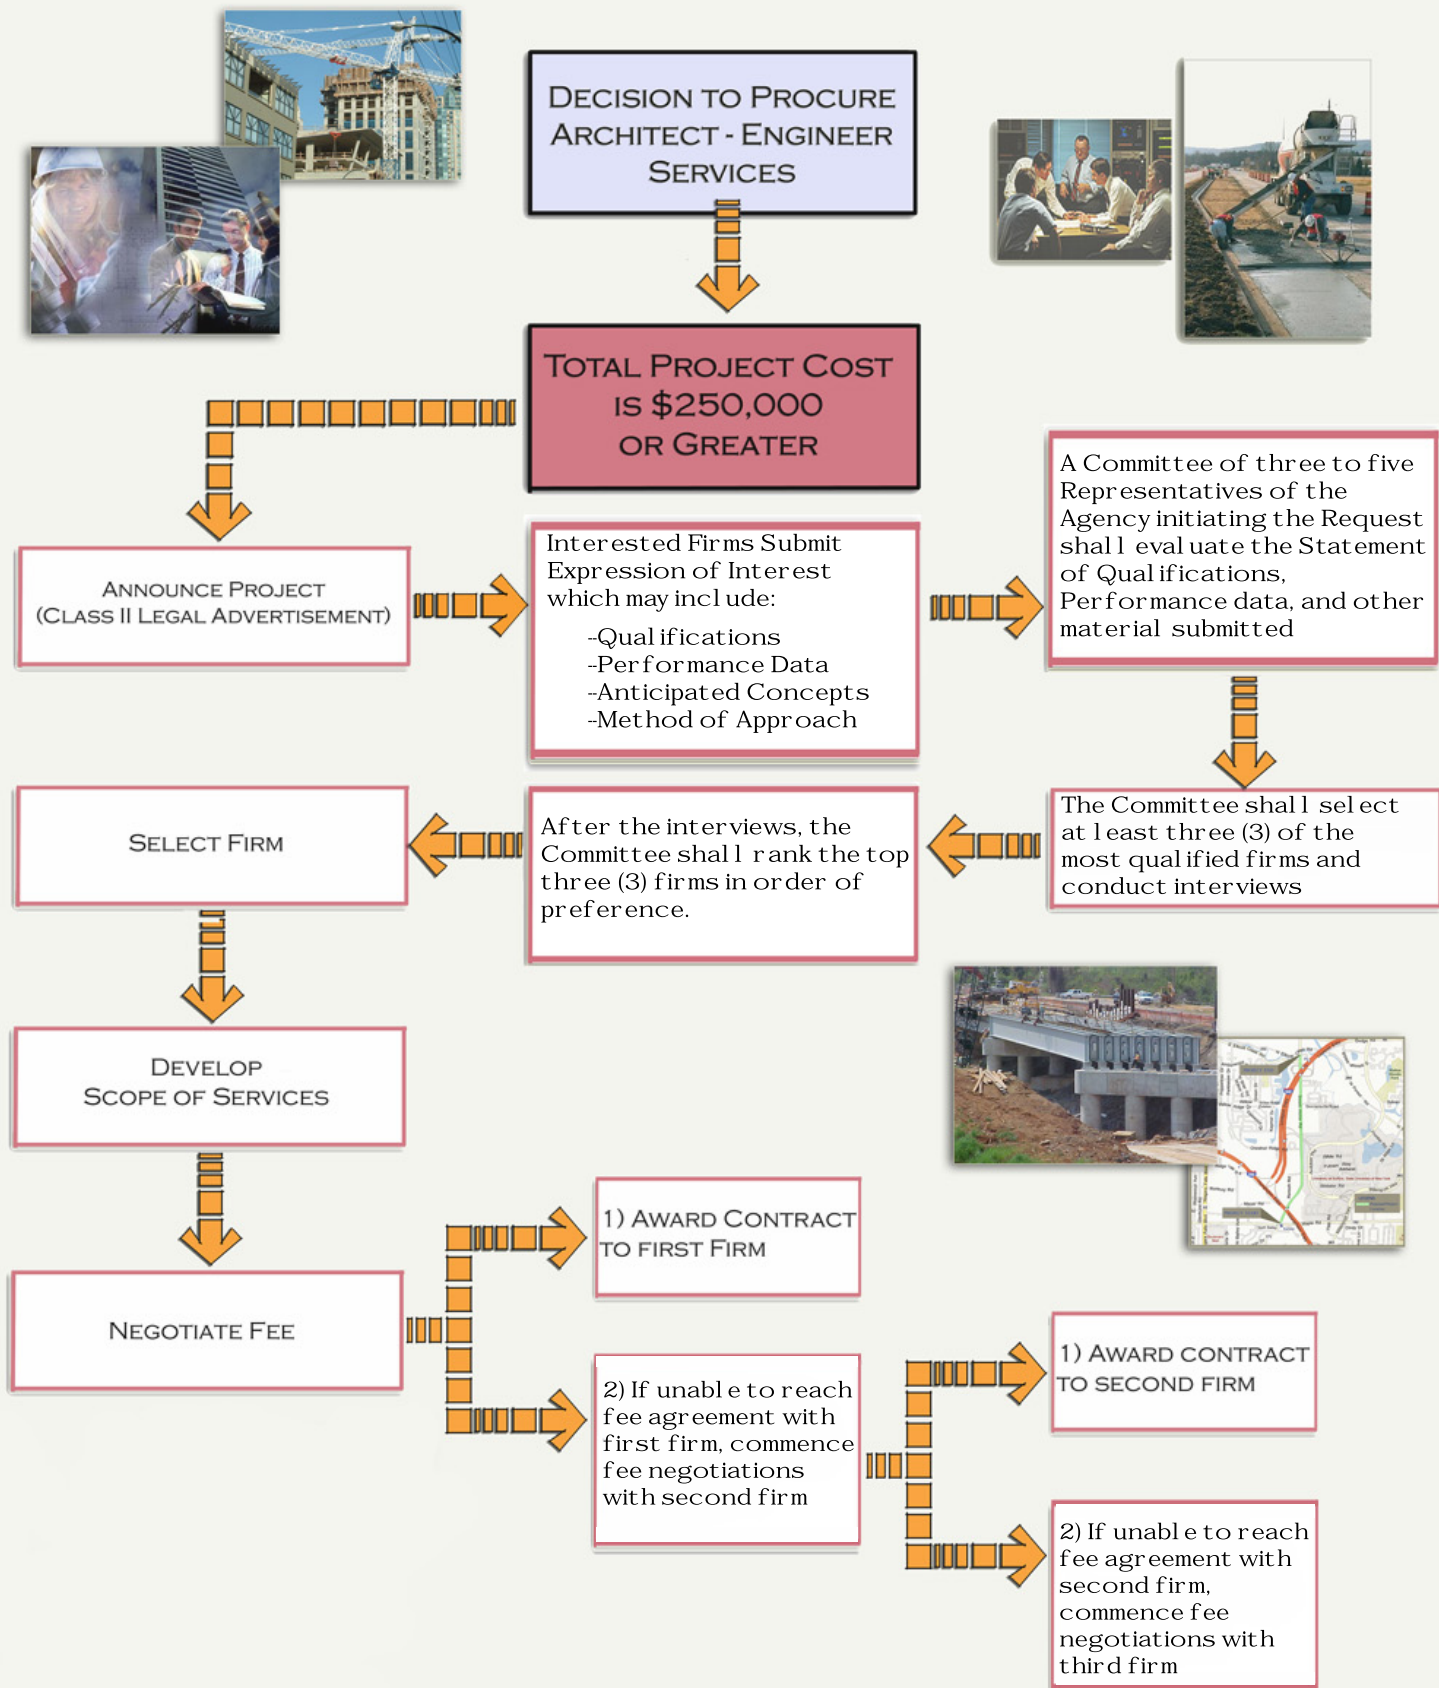 DECISION TO PROCURE
ARCHITECT - ENGINEER
SERVICES
TOTAL PROJECT COST
IS $250,000
OR GREATER
ANNOUNCE PROJECT
(CLASS II LEGAL ADVERTISEMENT)
Interested Firms Submit
Expression of Interest
which may include:
--Qualifications
--Performance Data
--Anticipated Concepts
--Method of Approach
A Committee of three to five
Representatives of the
Agency initiating the Request
shall evaluate the Statement
of Qualifications,
Performance data, and other
material submitted
The Committee shall select
at least three (3) of the
most qualified firms and
conduct interviews
After the interviews, the
Committee shall rank the top
three (3) firms in order of
preference.
SELECT FIRM
DEVELOP
SCOPE OF SERVICES
NEGOTIATE FEE
1) AWARD CONTRACT
TO FIRST FIRM
2) If unable to reach
fee agreement with
first firm, commence
fee negotiations
with second firm
1) AWARD CONTRACT
TO SECOND FIRM
2) If unable to reach
fee agreement with
second firm,
commence fee
negotiations with
third firm